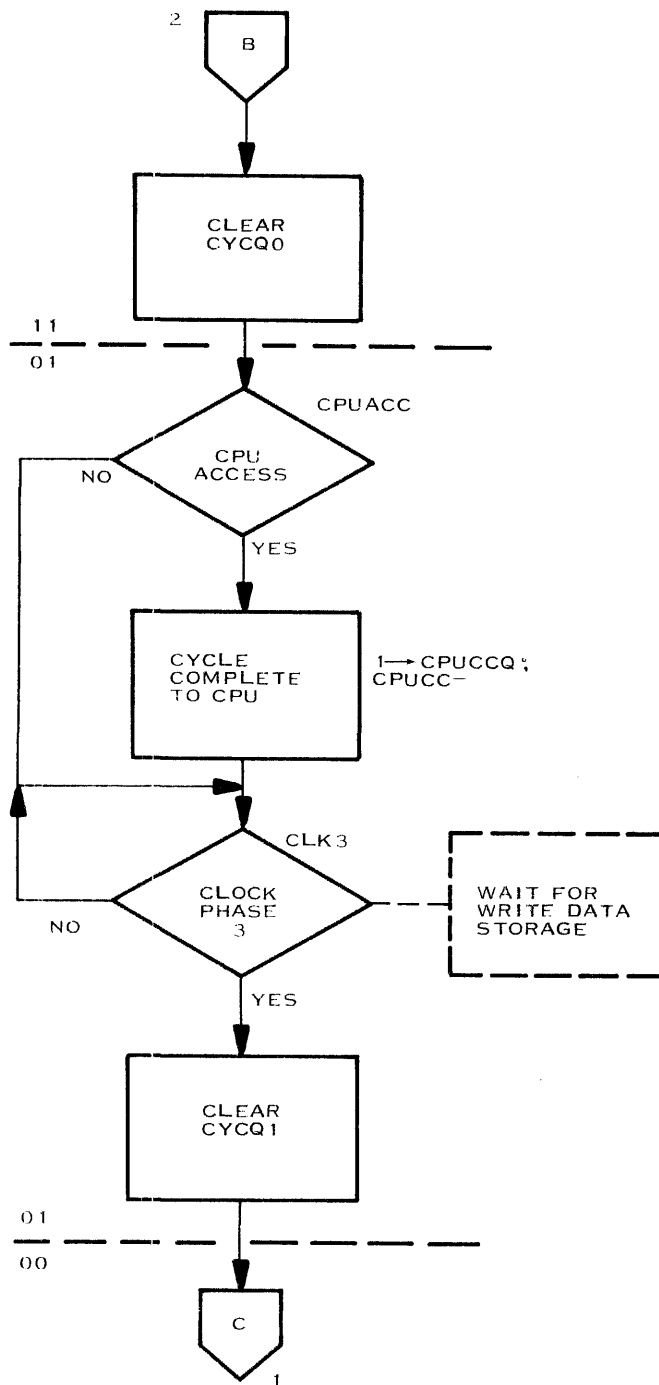 2
B
CLEAR
CYCQ0
11
01
CPUACC
CPU
ACCESS
NO
YES
CYCLE
COMPLETE
TO CPU
1→CPUCCQ;
CPUCC−
CLK3
CLOCK
PHASE
3
NO
WAIT FOR
WRITE DATA
STORAGE
YES
CLEAR
CYCQ1
01
00
C
1